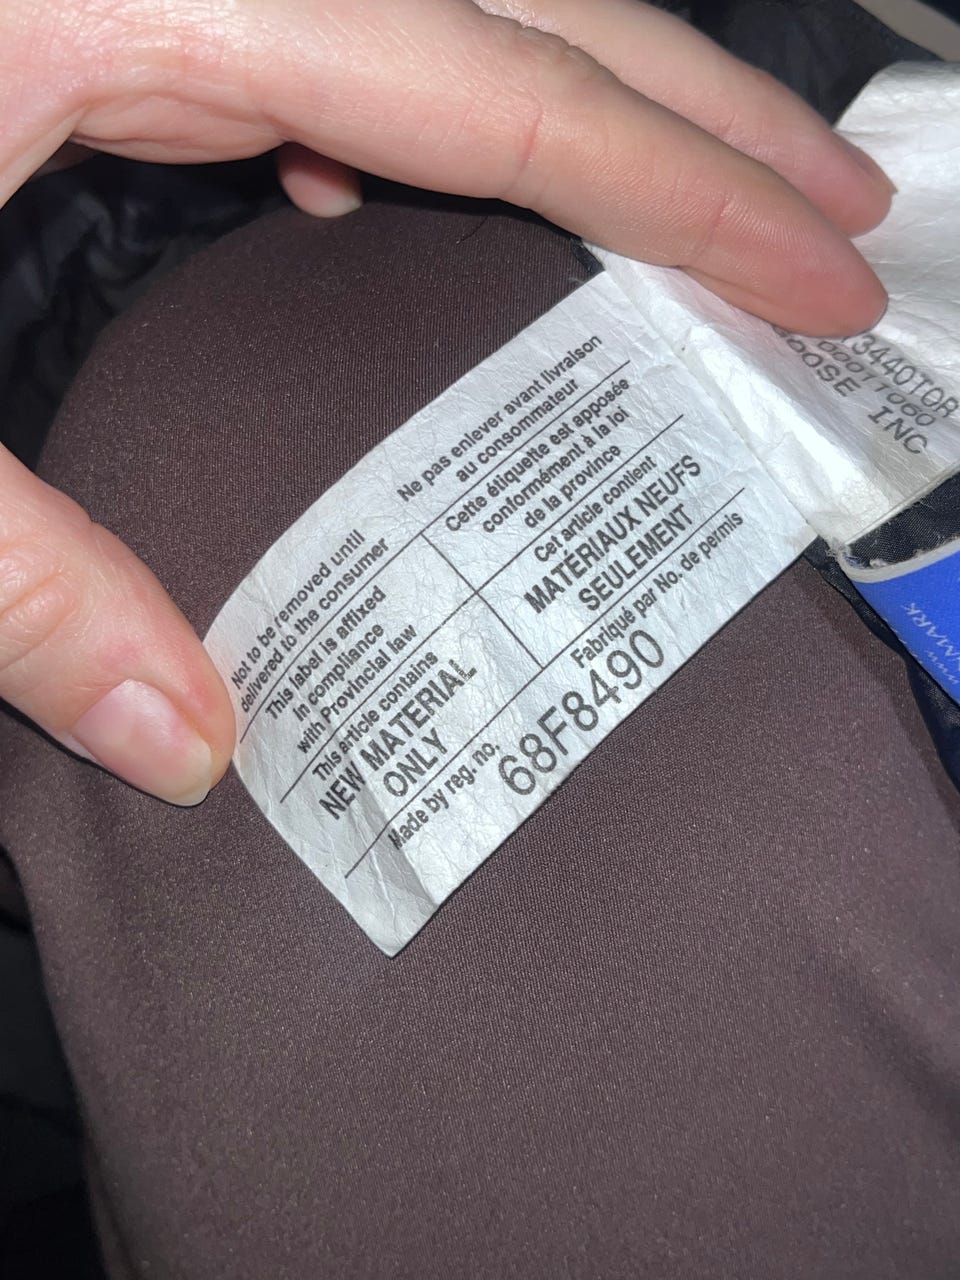 Not to be removed until
delivered to the consumer
This label is affixed
in compliance
with Provincial law
This article contains
NEW MATERIAL
ONLY
Made by reg. no.
Ne pas enlever avant livraison
au consommateur
Cette étiquette est apposée
conformément à la loi
de la province
Cet article contient
MATÉRIAUX NEUFS
SEULEMENT
Fabriqué par No. de permis
68F8490
GOOSE INC